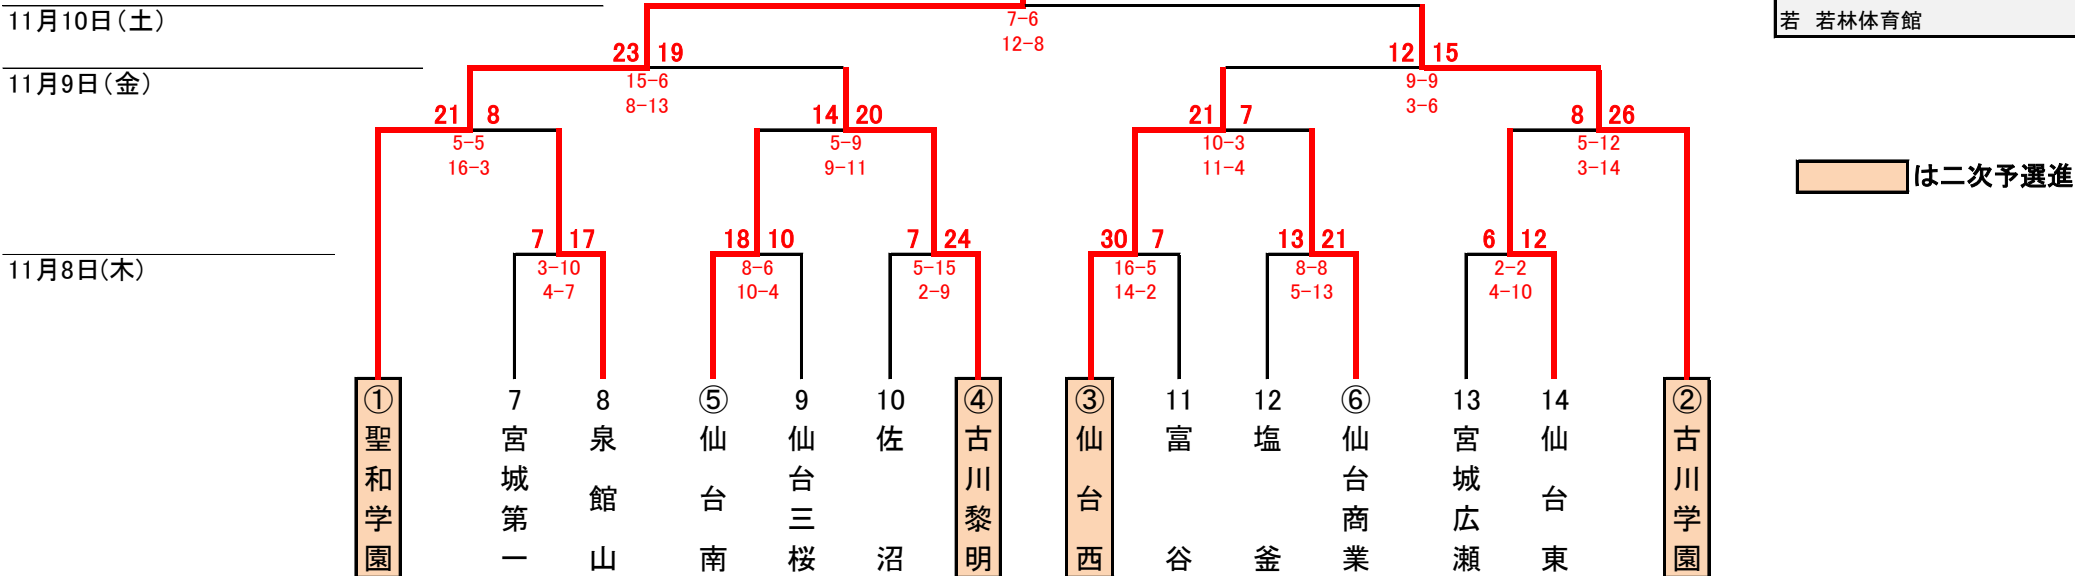 11月10日(土)
7-6
12-8
若 若林体育館
23 19
12 15
11月9日(金)
15-6
8-13
9-9
3-6
21 8
14 20
21 7
8 26
5-5
16-3
5-9
9-11
10-3
11-4
5-12
3-14
は二次予選進
7 17
18 10
7 24
30 7
13 21
6 12
11月8日(木)
3-10
4-7
8-6
10-4
5-15
2-9
16-5
14-2
8-8
5-13
2-2
4-10
①聖和学園
7宮城第一
8泉館山
⑤仙台南
9仙台三桜
10佐沼
④古川黎明
③仙台西
11富谷
12塩釜
⑥仙台商業
13宮城広瀬
14仙台東
②古川学園